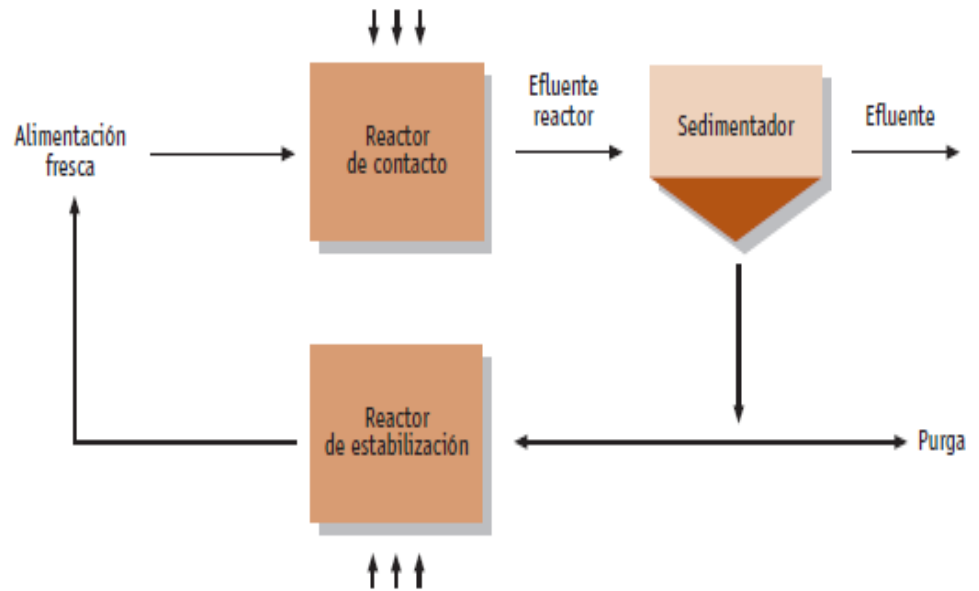 Alimentación
fresca
Reactor
de contacto
Efluente
reactor
Sedimentador
Efluente
Reactor
de estabilización
Purga